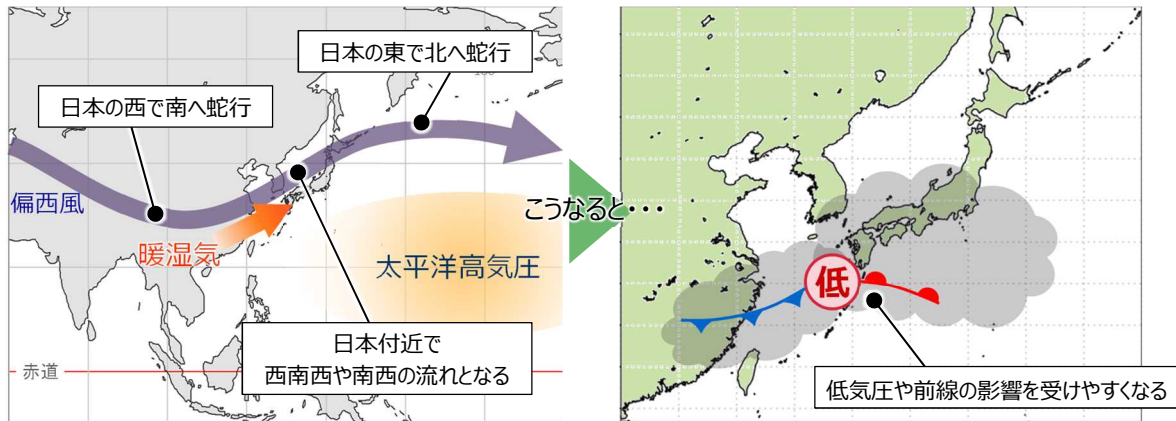 日本の東で北へ蛇行
日本の西で南へ蛇行
偏西風
暖湿気
太平洋高気圧
日本付近で
西南西や南西の流れとなる
赤道
こうなると・・・
低
低気圧や前線の影響を受けやすくなる